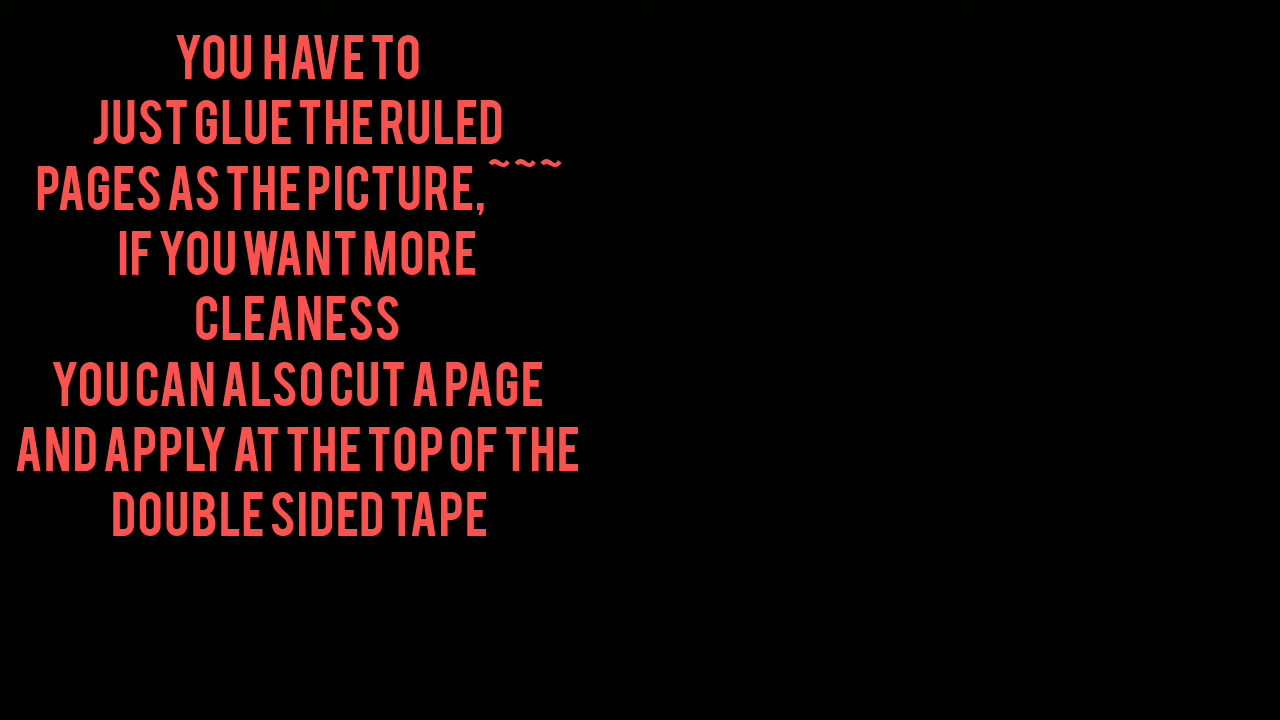 YOU HAVE TO
JUST GLUE THE RULED
PAGES AS THE PICTURE,~~~
IF YOU WANT MORE
CLEANESS
YOU CAN ALSO CUT A PAGE
AND APPLY AT THE TOP OF THE
DOUBLE SIDED TAPE